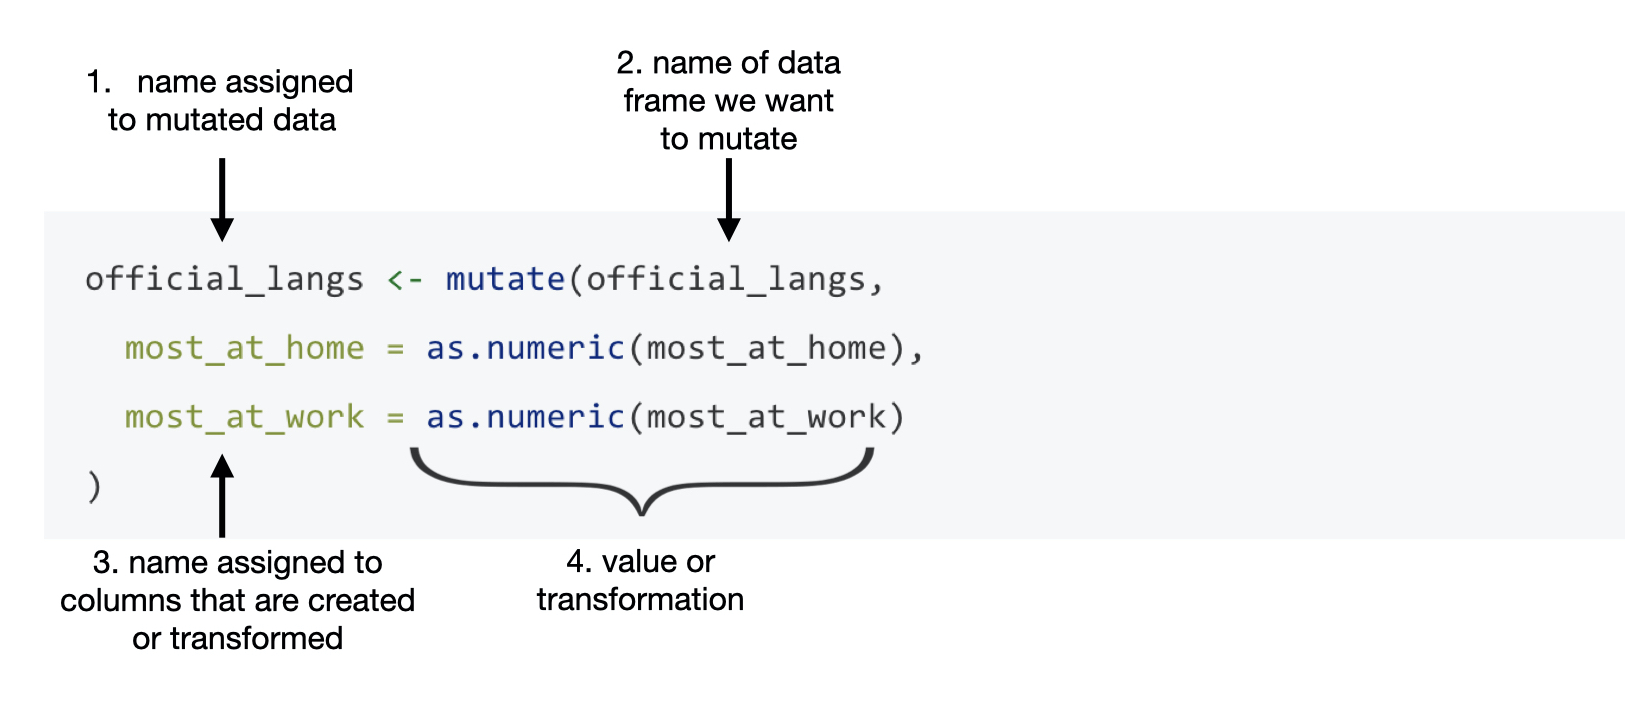 1. name assigned
to mutated data
2. name of data
frame we want
to mutate
official_langs <- mutate(official_langs,
most_at_home = as.numeric(most_at_home),
most_at_work = as.numeric(most_at_work)
)
3. name assigned to
columns that are created
or transformed
4. value or
transformation